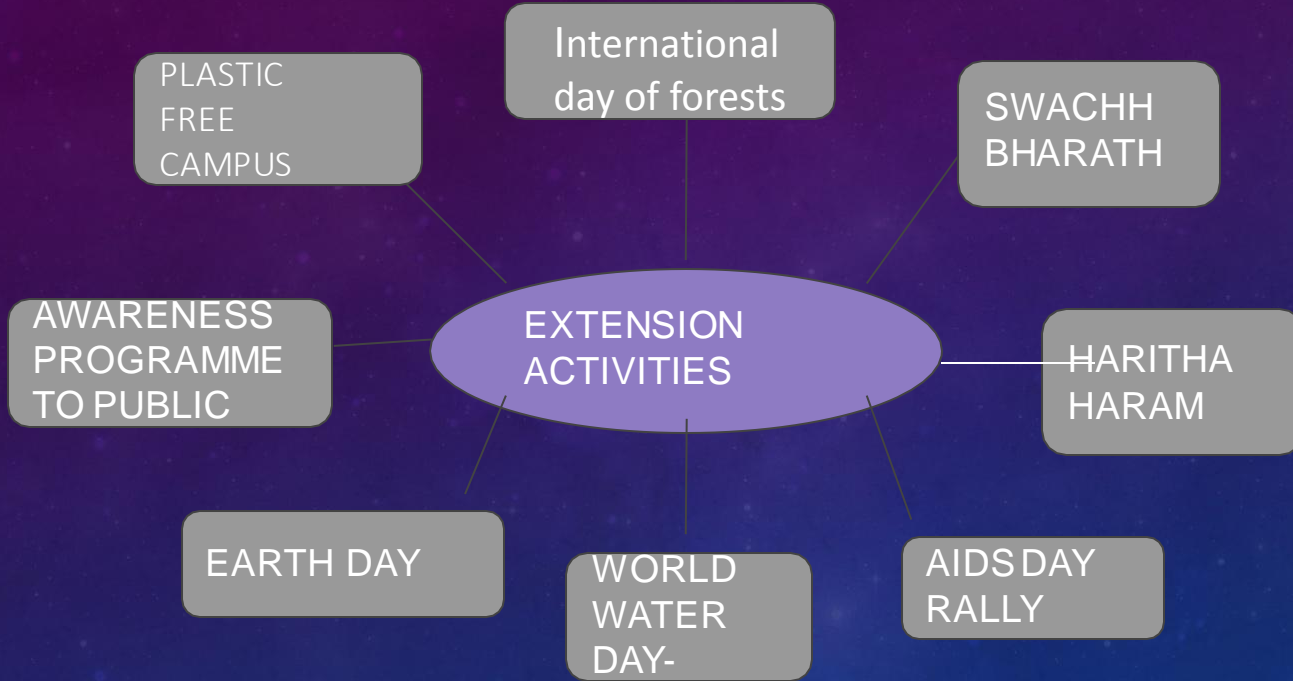 International
day of forests
PLASTIC
FREE
CAMPUS
SWACHH
BHARATH
AWARENESS
PROGRAMME
TO PUBLIC
EXTENSION
ACTIVITIES
HARITHA
HARAM
EARTH DAY
WORLD
WATER
DAY-
AIDS DAY
RALLY